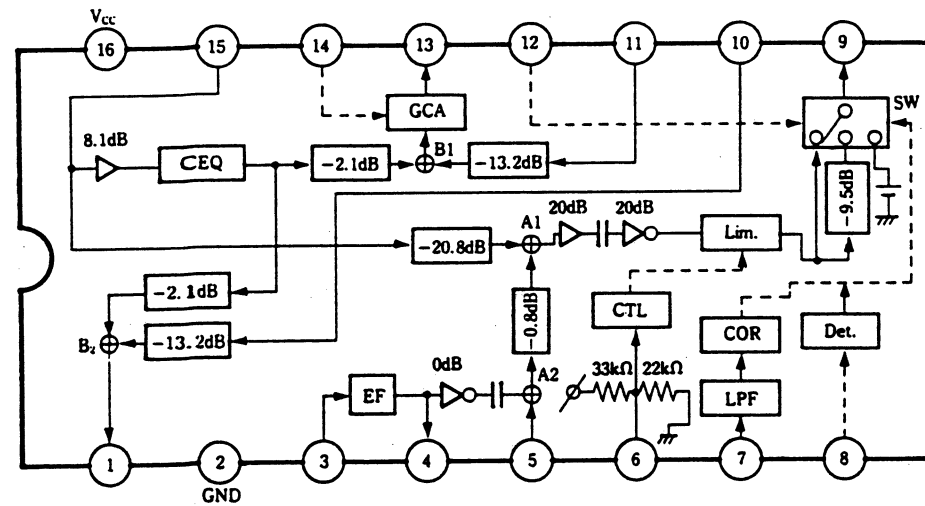 Vcc
16
15
14
13
12
11
10
9
SW
GCA
8.1dB
B1
CEQ
-2.1dB
-13.2dB
-9.5dB
A1
20dB
20dB
-20.8dB
Lim.
-2.1dB
-0.8dB
CTL
B2
-13.2dB
COR
Det.
0dB
A2
33kΩ
22kΩ
EF
LPF
1
2
3
4
5
6
7
8
GND